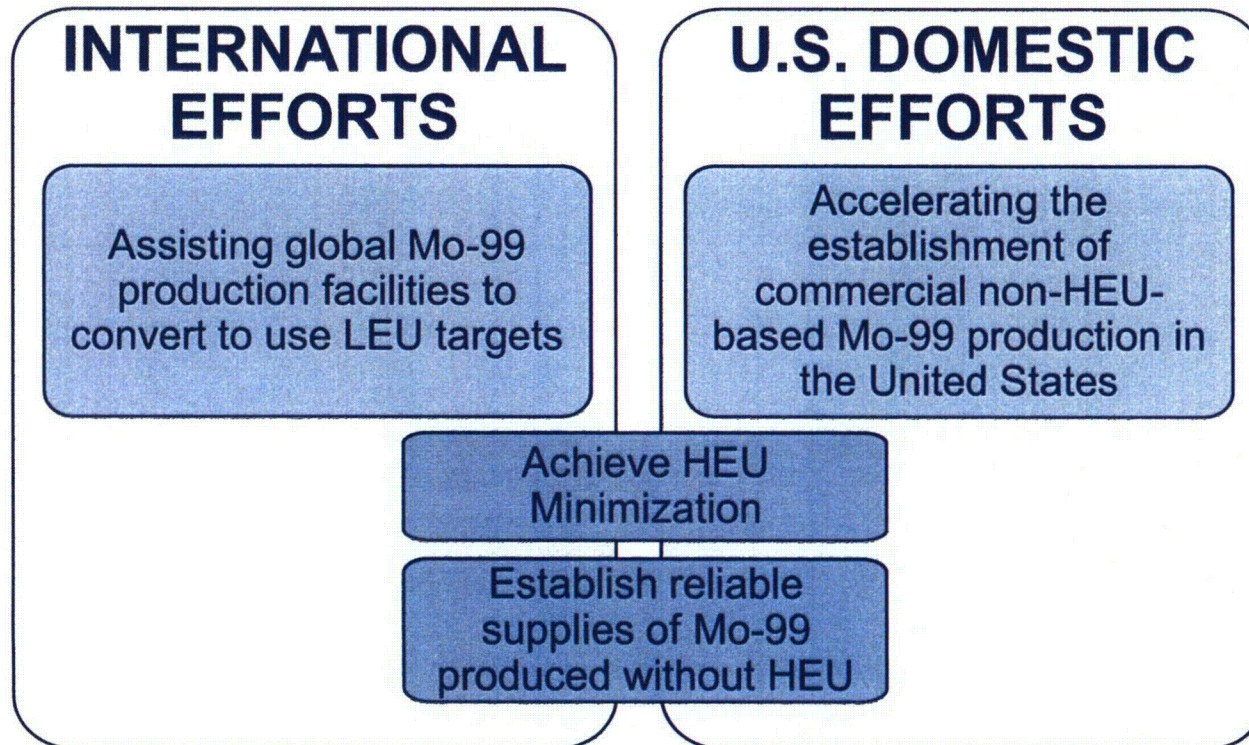 INTERNATIONAL
EFFORTS
Assisting global Mo-99
production facilities to
convert to use LEU targets
U.S. DOMESTIC
EFFORTS
Accelerating the
establishment of
commercial non-HEU-
based Mo-99 production in
the United States
Achieve HEU
Minimization
Establish reliable
supplies of Mo-99
produced without HEU